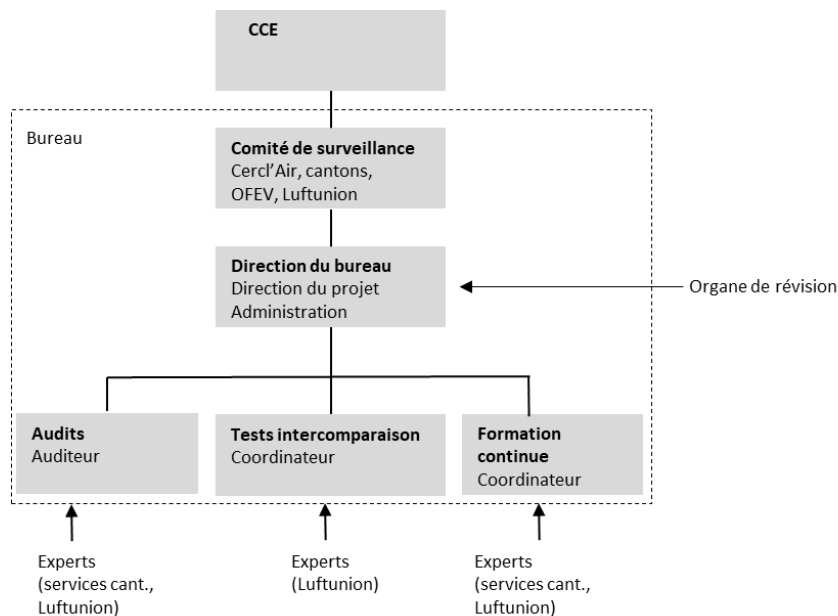 CCE
Bureau
Comité de surveillance
Cercl'Air, cantons,
OFEV, Luftunion
Direction du bureau
Direction du projet
Administration
Organe de révision
Audits
Auditeur
Tests intercomparaison
Coordinateur
Formation
continue
Coordinateur
Experts
(services cant.,
Luftunion)
Experts
(Luftunion)
Experts
(services cant.,
Luftunion)